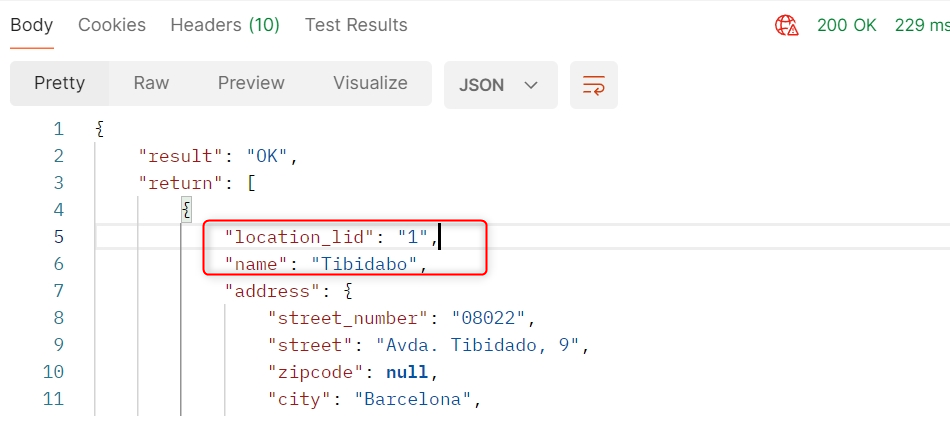 Body Cookies Headers (10) Test Results 200 OK 229 ms
Pretty Raw Preview Visualize JSON
1 {
2 "result": "OK",
3 "return": [
4 {
5 "location_lid": "1",
6 "name": "Tibidabo",
7 "address": {
8 "street_number": "08022",
9 "street": "Avda. Tibidado, 9",
10 "zipcode": null,
11 "city": "Barcelona",